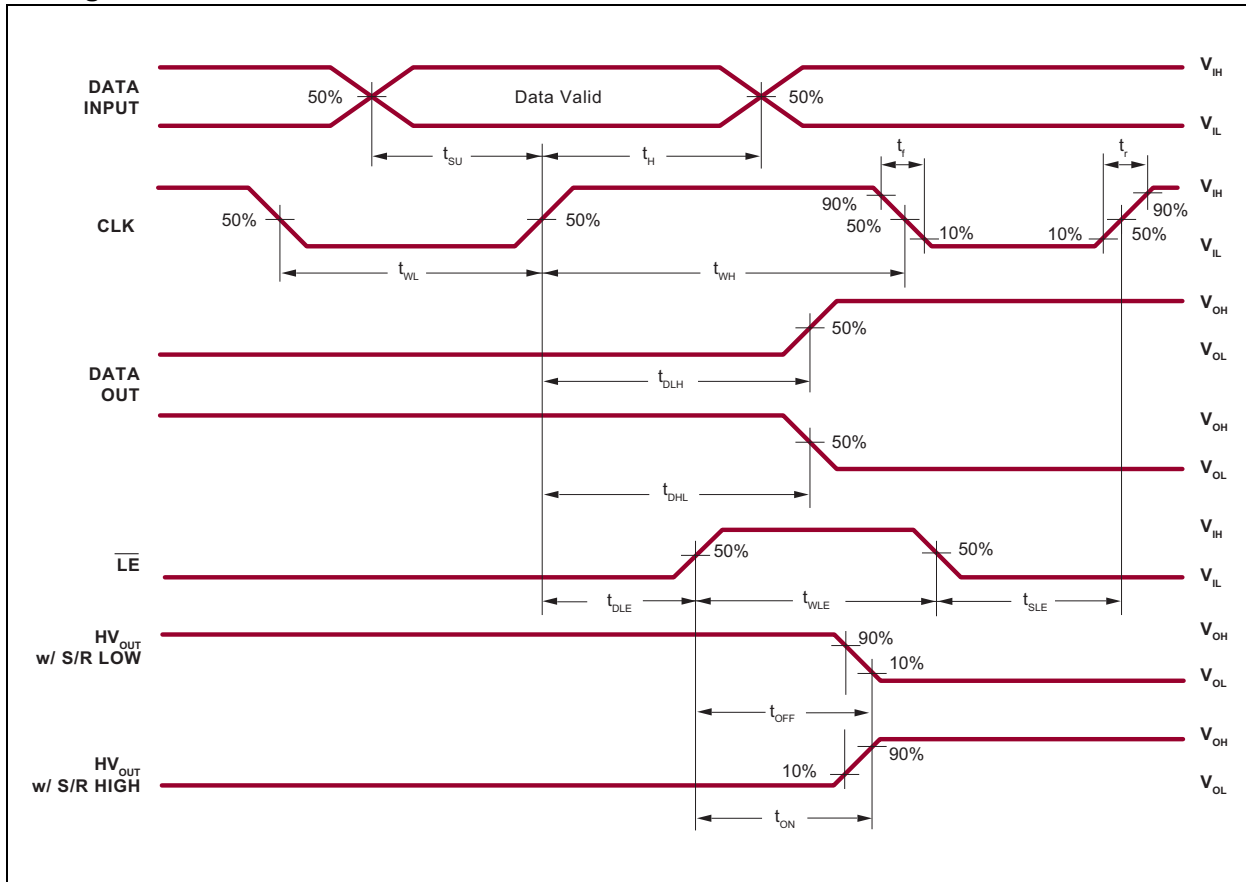 DATA
INPUT
50%
Data Valid
50%
V_IH
V_IL
t_SU
t_H
t_f
t_r
CLK
50%
50%
90%
50%
10%
10%
90%
50%
V_IH
V_IL
t_WL
t_WH
DATA
OUT
50%
V_OH
V_OL
t_DLH
50%
V_OH
V_OL
t_DHL
LE
50%
50%
V_IH
V_IL
t_DLE
t_WLE
t_SLE
HV_OUT
w/ S/R LOW
90%
10%
V_OH
V_OL
t_OFF
HV_OUT
w/ S/R HIGH
10%
90%
V_OH
V_OL
t_ON